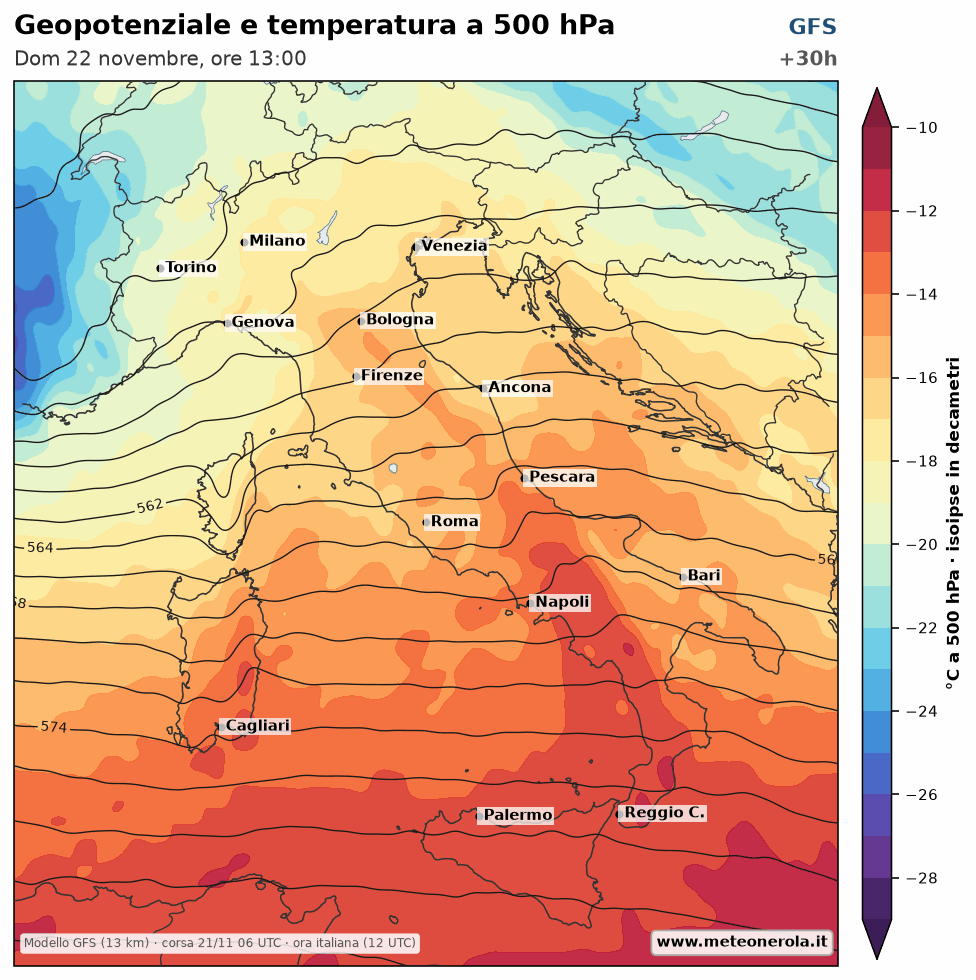 Geopotenziale e temperatura a 500 hPa
GFS
Dom 22 novembre, ore 13:00
+30h
Milano
Venezia
Torino
Genova
Bologna
Firenze
Ancona
Pescara
562
Roma
564
56
Bari
Napoli
8
574
Cagliari
Palermo
Reggio C.
Modello GFS (13 km) · corsa 21/11 06 UTC · ora italiana (12 UTC)
www.meteonerola.it
−10
−12
−14
−16
−18
−20
−22
−24
−26
−28
°C a 500 hPa · isoipse in decametri